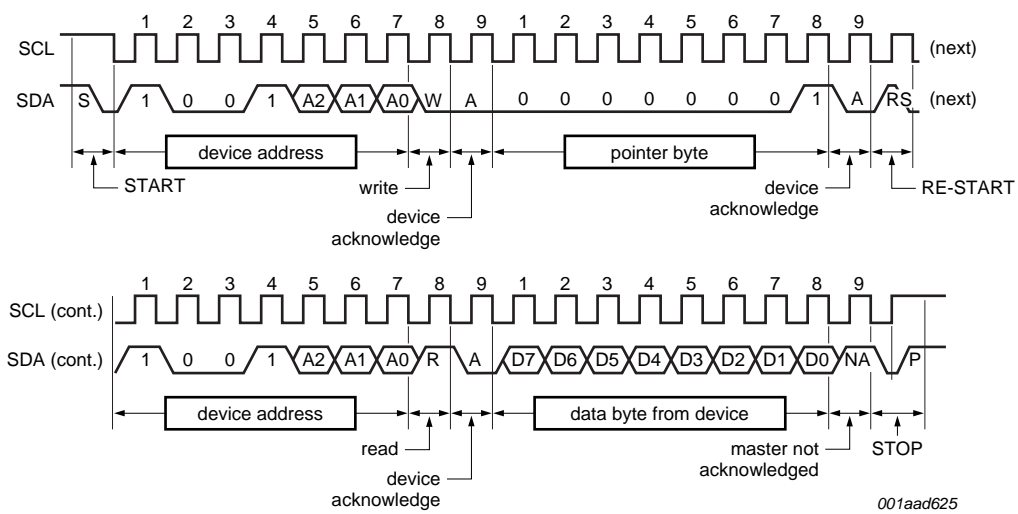 1 2 3 4 5 6 7 8 9 1 2 3 4 5 6 7 8 9
SCL (next)
SDA S 1 0 0 1 A2 A1 A0 W A 0 0 0 0 0 0 0 1 A RS (next)
device address pointer byte
START write device RE-START
device acknowledge
acknowledge
1 2 3 4 5 6 7 8 9 1 2 3 4 5 6 7 8 9
SCL (cont.)
SDA (cont.) 1 0 0 1 A2 A1 A0 R A D7 D6 D5 D4 D3 D2 D1 D0 NA P
device address data byte from device
read master not STOP
device acknowledged
acknowledge
001aad625